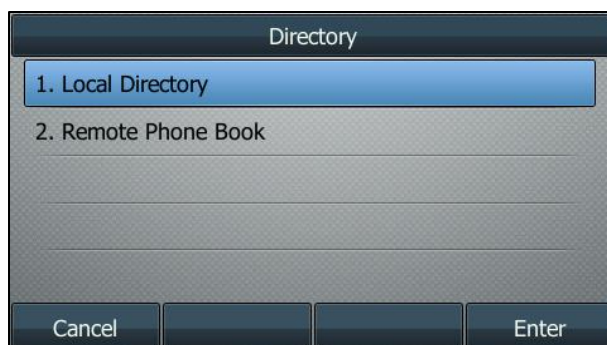 Directory
1. Local Directory
2. Remote Phone Book
Cancel Enter